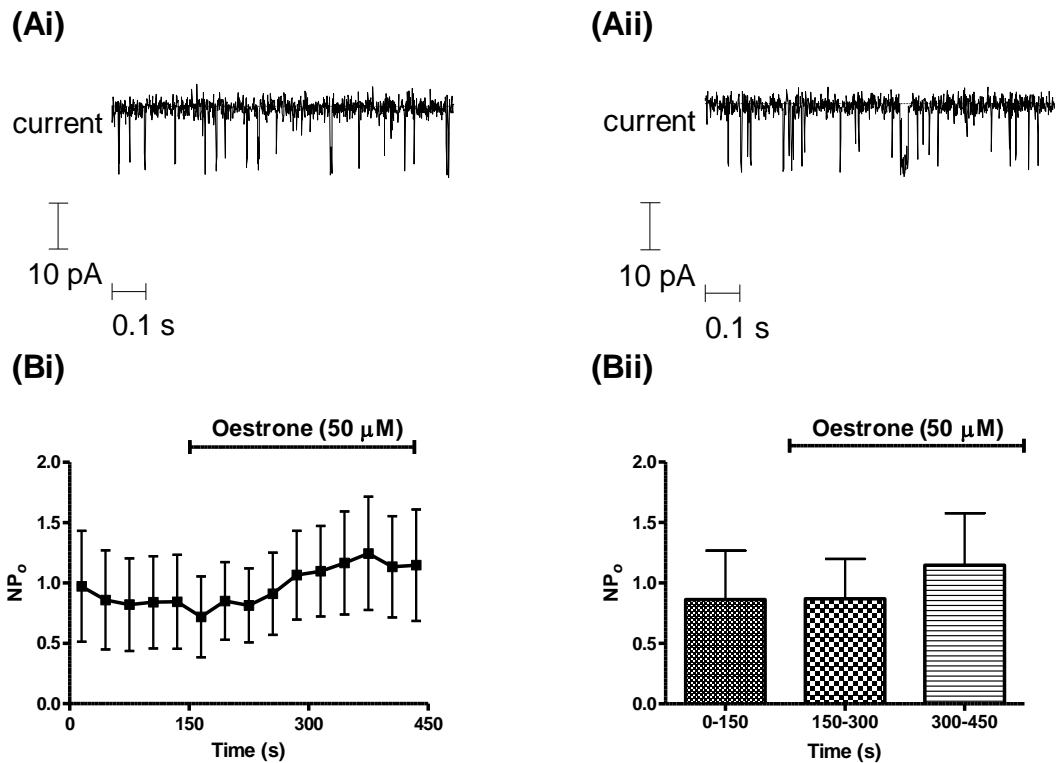 (Ai)
current
10 pA
0.1 s
(Aii)
current
10 pA
0.1 s
(Bi)
Oestrone (50 μM)
2.0
1.5
1.0
0.5
0.0
NPo
0 150 300 450
Time (s)
(Bii)
Oestrone (50 μM)
2.0
1.5
1.0
0.5
0.0
NPo
0-150 150-300 300-450
Time (s)